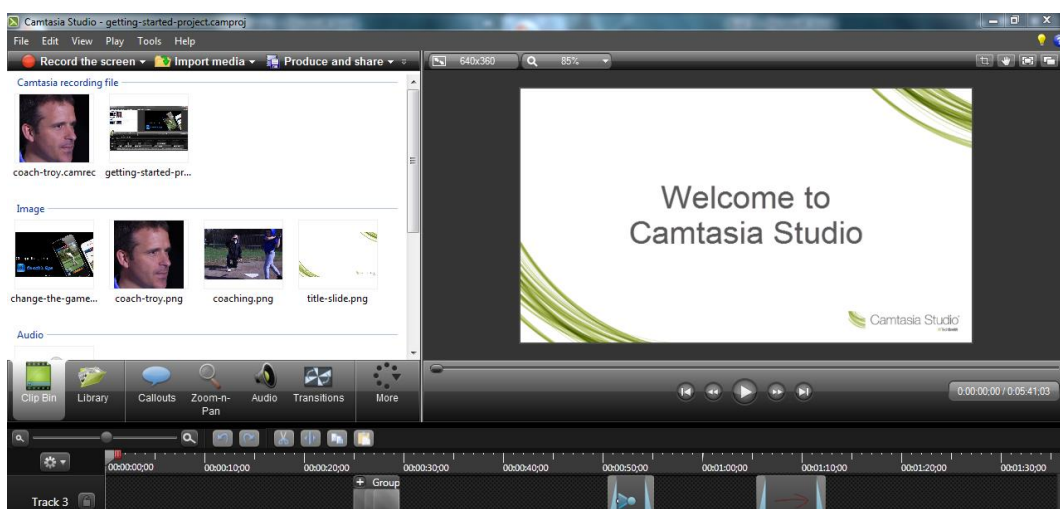 Camtasia Studio - getting-started-project.camproj
File Edit View Play Tools Help
Record the screen Import media Produce and share
640x360 85%
Camtasia recording file
coach-troy.camrec getting-started-pr...
Image
change-the-game... coach-troy.png coaching.png title-slide.png
Audio
Welcome to
Camtasia Studio
Camtasia Studio
Clip Bin Library Callouts Zoom-n-Pan Audio Transitions More
0:00:00;00 / 0:05:41;03
00:00:00;00 00:00:10;00 00:00:20;00 00:00:30;00 00:00:40;00 00:00:50;00 00:01:00;00 00:01:10;00 00:01:20;00 00:01:30;00
Group
Track 3